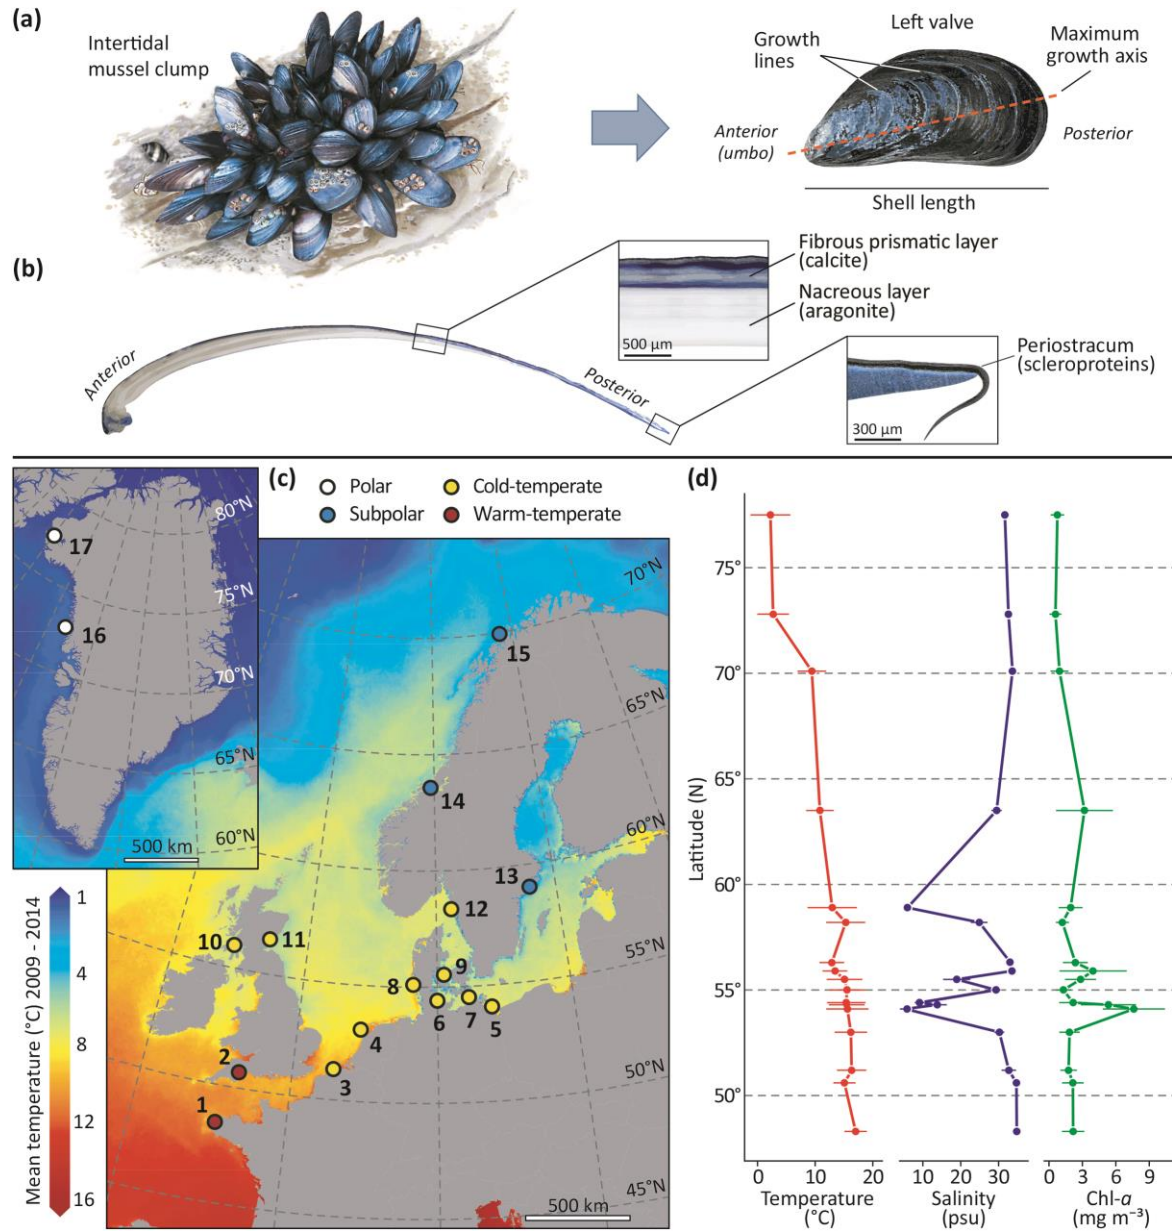 (a)
Intertidal
mussel clump
Left valve
Growth
lines
Maximum
growth axis
Anterior
(umbo)
Posterior
Shell length
(b)
Anterior
Posterior
Fibrous prismatic layer
(calcite)
Nacreous layer
(aragonite)
500 µm
Periostracum
(scleroproteins)
300 µm
(c)
Polar
Subpolar
Cold-temperate
Warm-temperate
17
16
80°N
75°N
70°N
65°N
60°N
500 km
70°N
65°N
60°N
55°N
50°N
45°N
15
14
13
12
11
10
9
8
7
6
5
4
3
2
1
500 km
Mean temperature (°C) 2009 - 2014
1
4
8
12
16
(d)
Latitude (N)
75°
70°
65°
60°
55°
50°
0 10 20
Temperature
(°C)
10 20 30
Salinity
(psu)
0 3 6 9
Chl-a
(mg m⁻³)